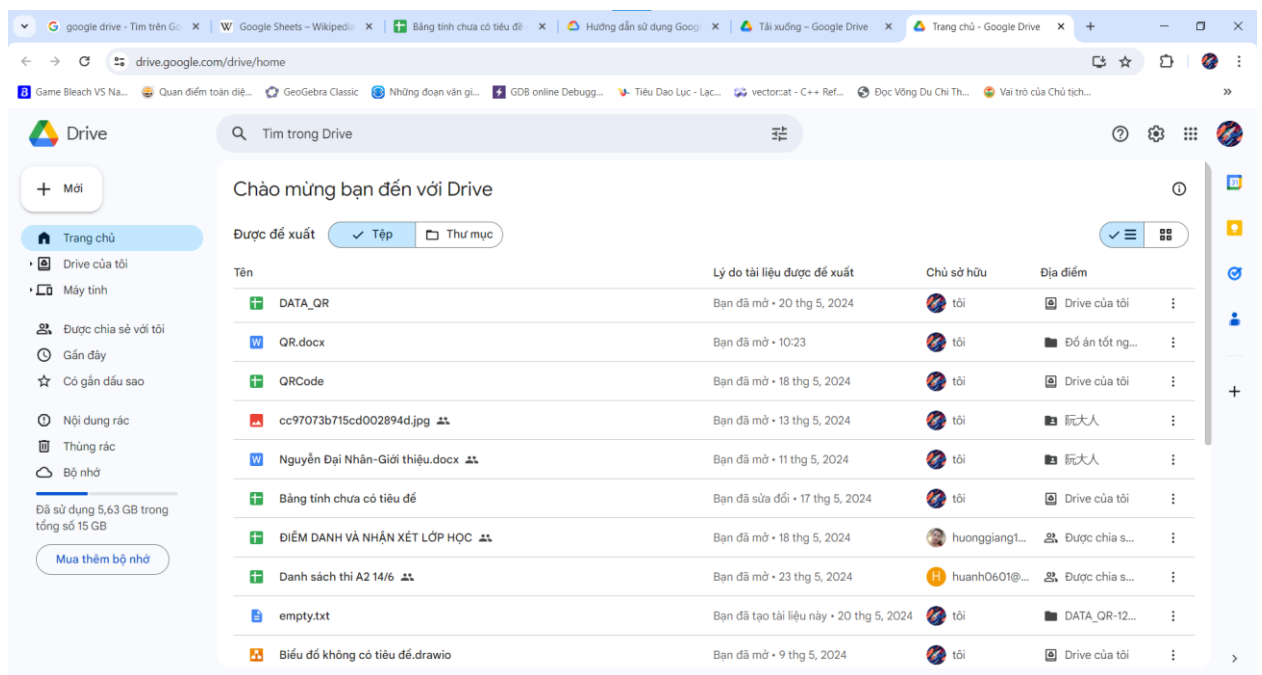 google drive - Tìm trên Go
Google Sheets – Wikipedia
Bảng tính chưa có tiêu đề
Hướng dẫn sử dụng Goog
Tải xuống – Google Drive
Trang chủ - Google Drive
drive.google.com/drive/home
Game Bleach VS Na...
Quan điểm toàn diệ...
GeoGebra Classic
Những đoạn văn gi...
GDB online Debugg...
Tiêu Dao Lục - Lạc...
vector::at - C++ Ref...
Đọc Võng Du Chi Th...
Vai trò của Chủ tịch...
Drive
Tìm trong Drive
Mới
Trang chủ
Drive của tôi
Máy tính
Được chia sẻ với tôi
Gần đây
Có gắn dấu sao
Nội dung rác
Thùng rác
Bộ nhớ
Đã sử dụng 5,63 GB trong
tổng số 15 GB
Mua thêm bộ nhớ
Chào mừng bạn đến với Drive
Được đề xuất Tệp Thư mục
Tên Lý do tài liệu được đề xuất Chủ sở hữu Địa điểm
DATA_QR Bạn đã mở • 20 thg 5, 2024 tôi Drive của tôi
QR.docx Bạn đã mở • 10:23 tôi Đồ án tốt ng...
QRCode Bạn đã mở • 18 thg 5, 2024 tôi Drive của tôi
cc97073b715cd002894d.jpg Bạn đã mở • 13 thg 5, 2024 tôi 阮大人
Nguyễn Đại Nhân-Giới thiệu.docx Bạn đã mở • 11 thg 5, 2024 tôi 阮大人
Bảng tính chưa có tiêu đề Bạn đã sửa đổi • 17 thg 5, 2024 tôi Drive của tôi
ĐIỂM DANH VÀ NHẬN XÉT LỚP HỌC Bạn đã mở • 18 thg 5, 2024 huonggiang1... Được chia s...
Danh sách thi A2 14/6 Bạn đã mở • 23 thg 5, 2024 H huanh0601@... Được chia s...
empty.txt Bạn đã tạo tài liệu này • 20 thg 5, 2024 tôi DATA_QR-12...
Biểu đồ không có tiêu đề.drawio Bạn đã mở • 9 thg 5, 2024 tôi Drive của tôi
31